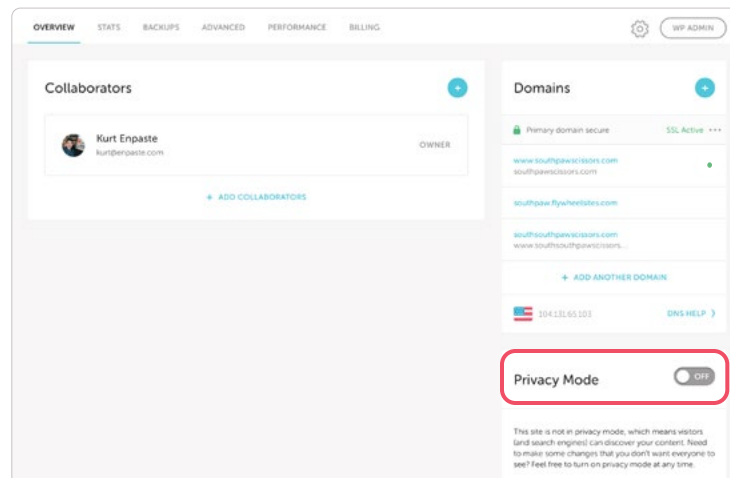 OVERVIEW STATS BACKUPS ADVANCED PERFORMANCE BILLING WP ADMIN
Collaborators
Kurt Enpaste
kurt@enpaste.com
OWNER
+ ADD COLLABORATORS
Domains
Primary domain secure SSL Active
www.southpawscissors.com
southpawscissors.com
southpaw.flywheelsites.com
southsouthpawscissors.com
www.southsouthpawscissors...
+ ADD ANOTHER DOMAIN
104.131.65.103 DNS HELP
Privacy Mode OFF
This site is not in privacy mode, which means visitors
(and search engines) can discover your content. Need
to make some changes that you don't want everyone to
see? Feel free to turn on privacy mode at any time.